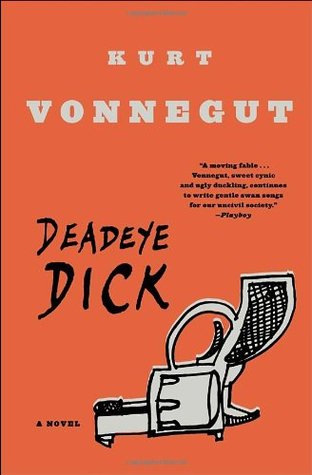 KURT
VONNEGUT
"A moving fable . . .
Vonnegut, sweet cynic
and ugly duckling, continues
to write gentle swan songs
for our uncivil society."
—Playboy
DEADEYE
DICK
A NOVEL